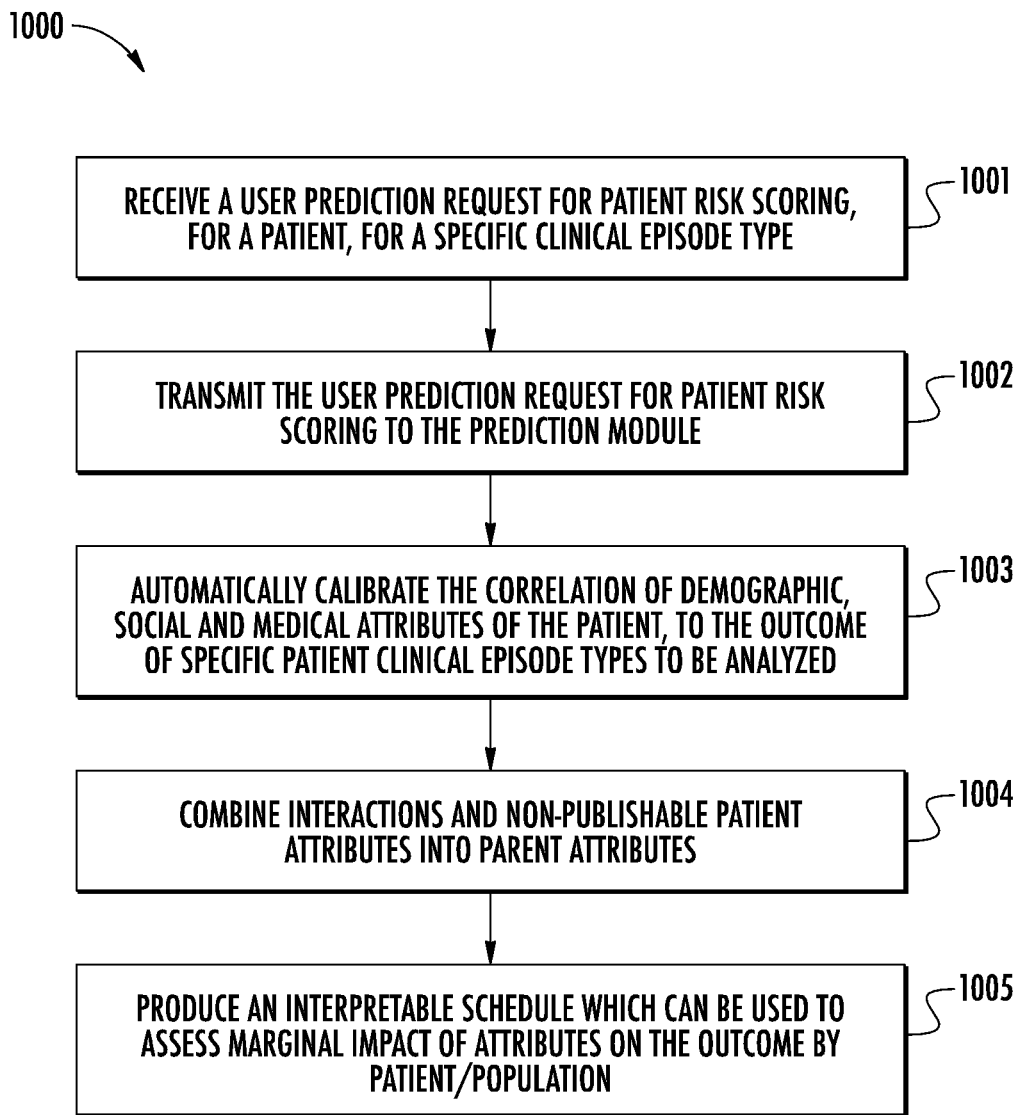 1000
RECEIVE A USER PREDICTION REQUEST FOR PATIENT RISK SCORING,
FOR A PATIENT, FOR A SPECIFIC CLINICAL EPISODE TYPE
1001
TRANSMIT THE USER PREDICTION REQUEST FOR PATIENT RISK
SCORING TO THE PREDICTION MODULE
1002
AUTOMATICALLY CALIBRATE THE CORRELATION OF DEMOGRAPHIC,
SOCIAL AND MEDICAL ATTRIBUTES OF THE PATIENT, TO THE OUTCOME
OF SPECIFIC PATIENT CLINICAL EPISODE TYPES TO BE ANALYZED
1003
COMBINE INTERACTIONS AND NON-PUBLISHABLE PATIENT
ATTRIBUTES INTO PARENT ATTRIBUTES
1004
PRODUCE AN INTERPRETABLE SCHEDULE WHICH CAN BE USED TO
ASSESS MARGINAL IMPACT OF ATTRIBUTES ON THE OUTCOME BY
PATIENT/POPULATION
1005